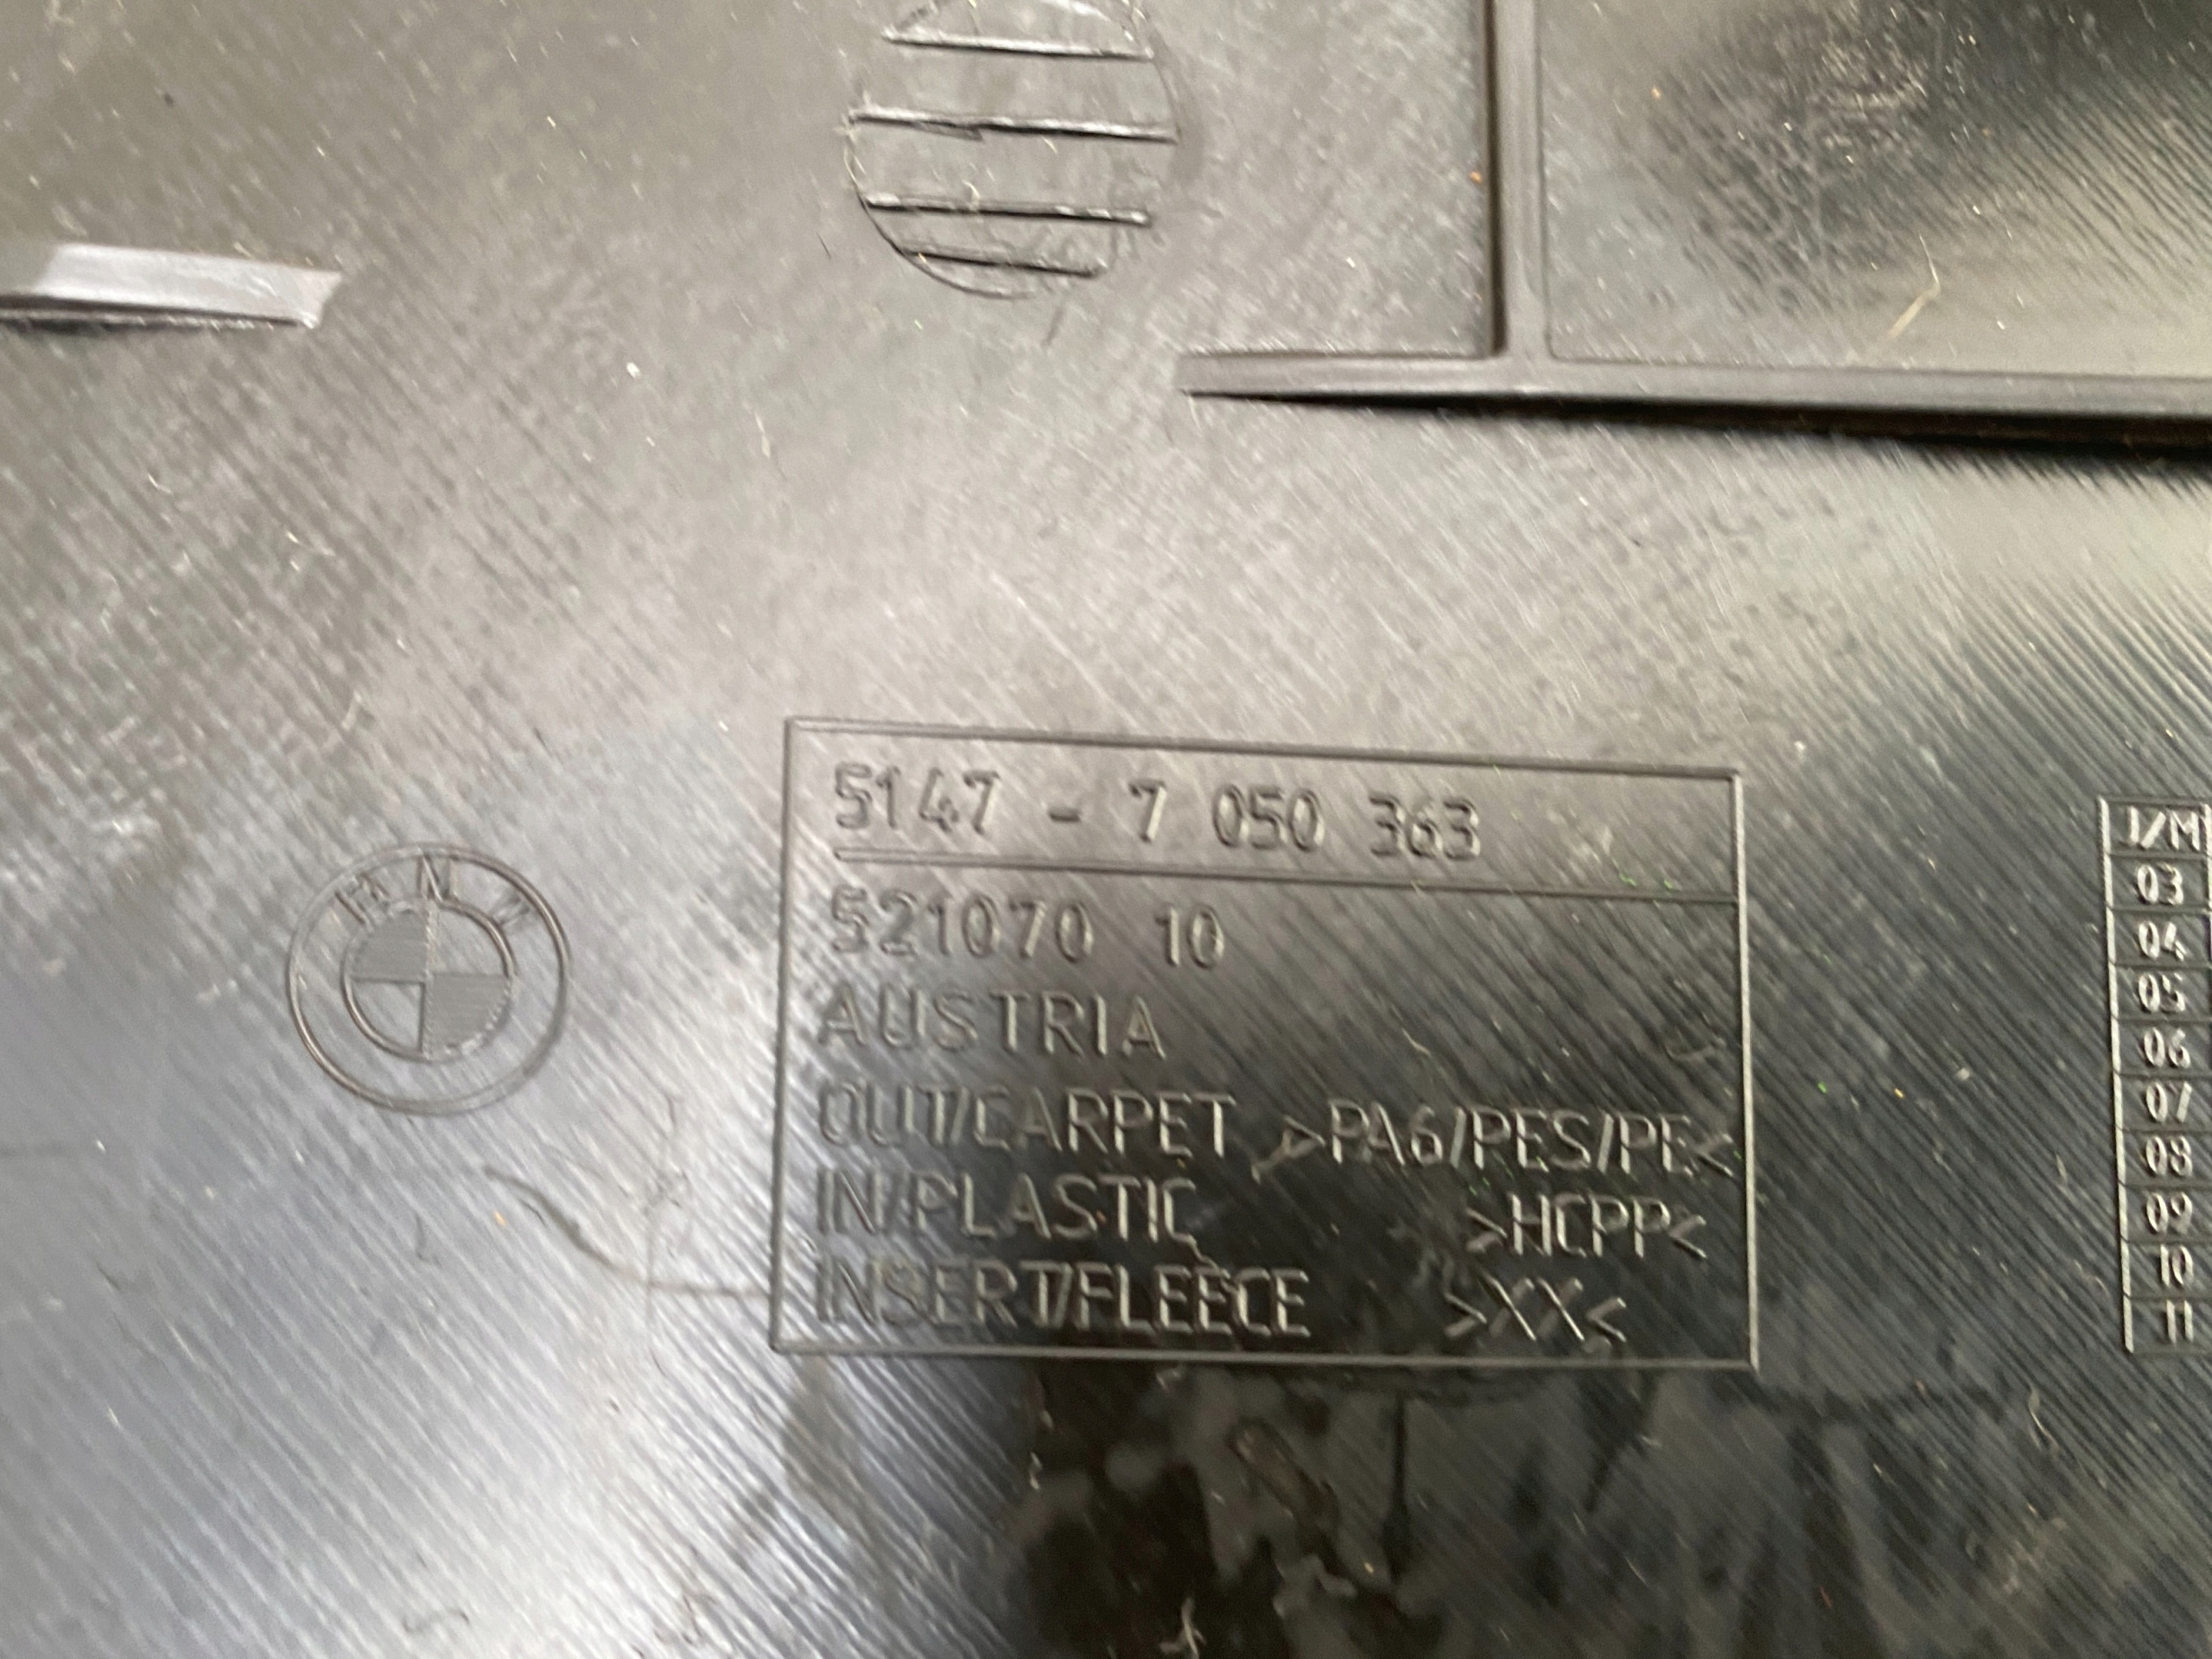 BMW
5147 - 7 050 363
521070 10
AUSTRIA
OUT/CARPET >PA6/PES/PE<
IN/PLASTIC >HCPP<
INSERT/FLEECE >XX<
J/M
03
04
05
06
07
08
09
10
11